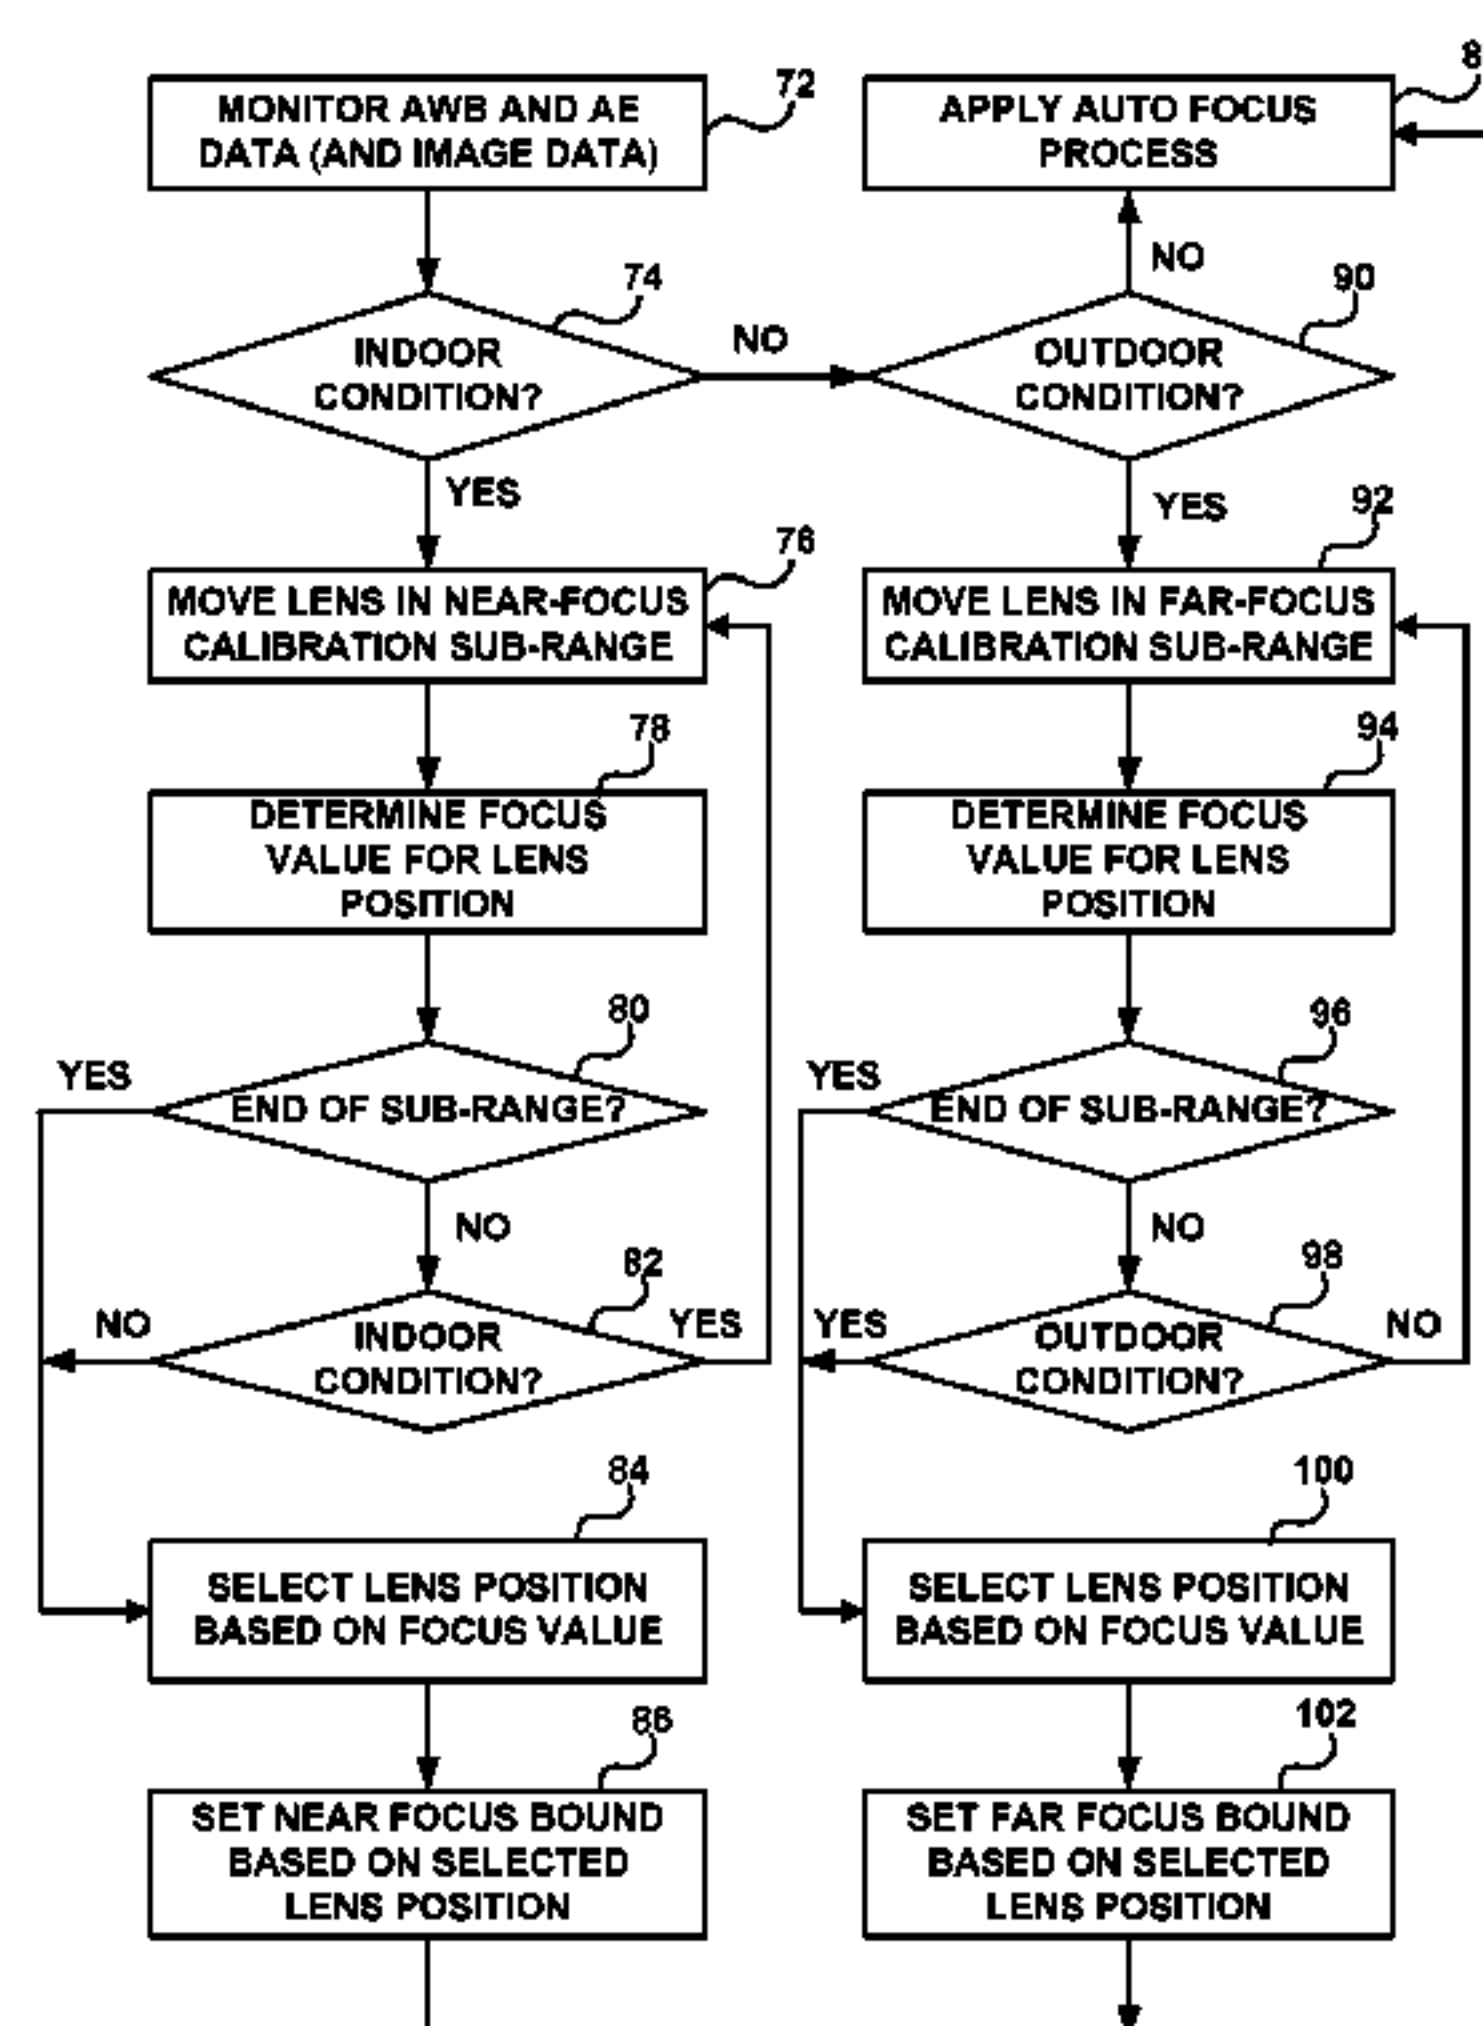 72
MONITOR AWB AND AE
DATA (AND IMAGE DATA)
74
INDOOR
CONDITION?
NO
YES
76
MOVE LENS IN NEAR-FOCUS
CALIBRATION SUB-RANGE
78
DETERMINE FOCUS
VALUE FOR LENS
POSITION
80
YES
END OF SUB-RANGE?
NO
82
NO
INDOOR
CONDITION?
YES
84
SELECT LENS POSITION
BASED ON FOCUS VALUE
86
SET NEAR FOCUS BOUND
BASED ON SELECTED
LENS POSITION
8
APPLY AUTO FOCUS
PROCESS
NO
90
OUTDOOR
CONDITION?
YES
92
MOVE LENS IN FAR-FOCUS
CALIBRATION SUB-RANGE
94
DETERMINE FOCUS
VALUE FOR LENS
POSITION
96
YES
END OF SUB-RANGE?
NO
98
YES
OUTDOOR
CONDITION?
NO
100
SELECT LENS POSITION
BASED ON FOCUS VALUE
102
SET FAR FOCUS BOUND
BASED ON SELECTED
LENS POSITION